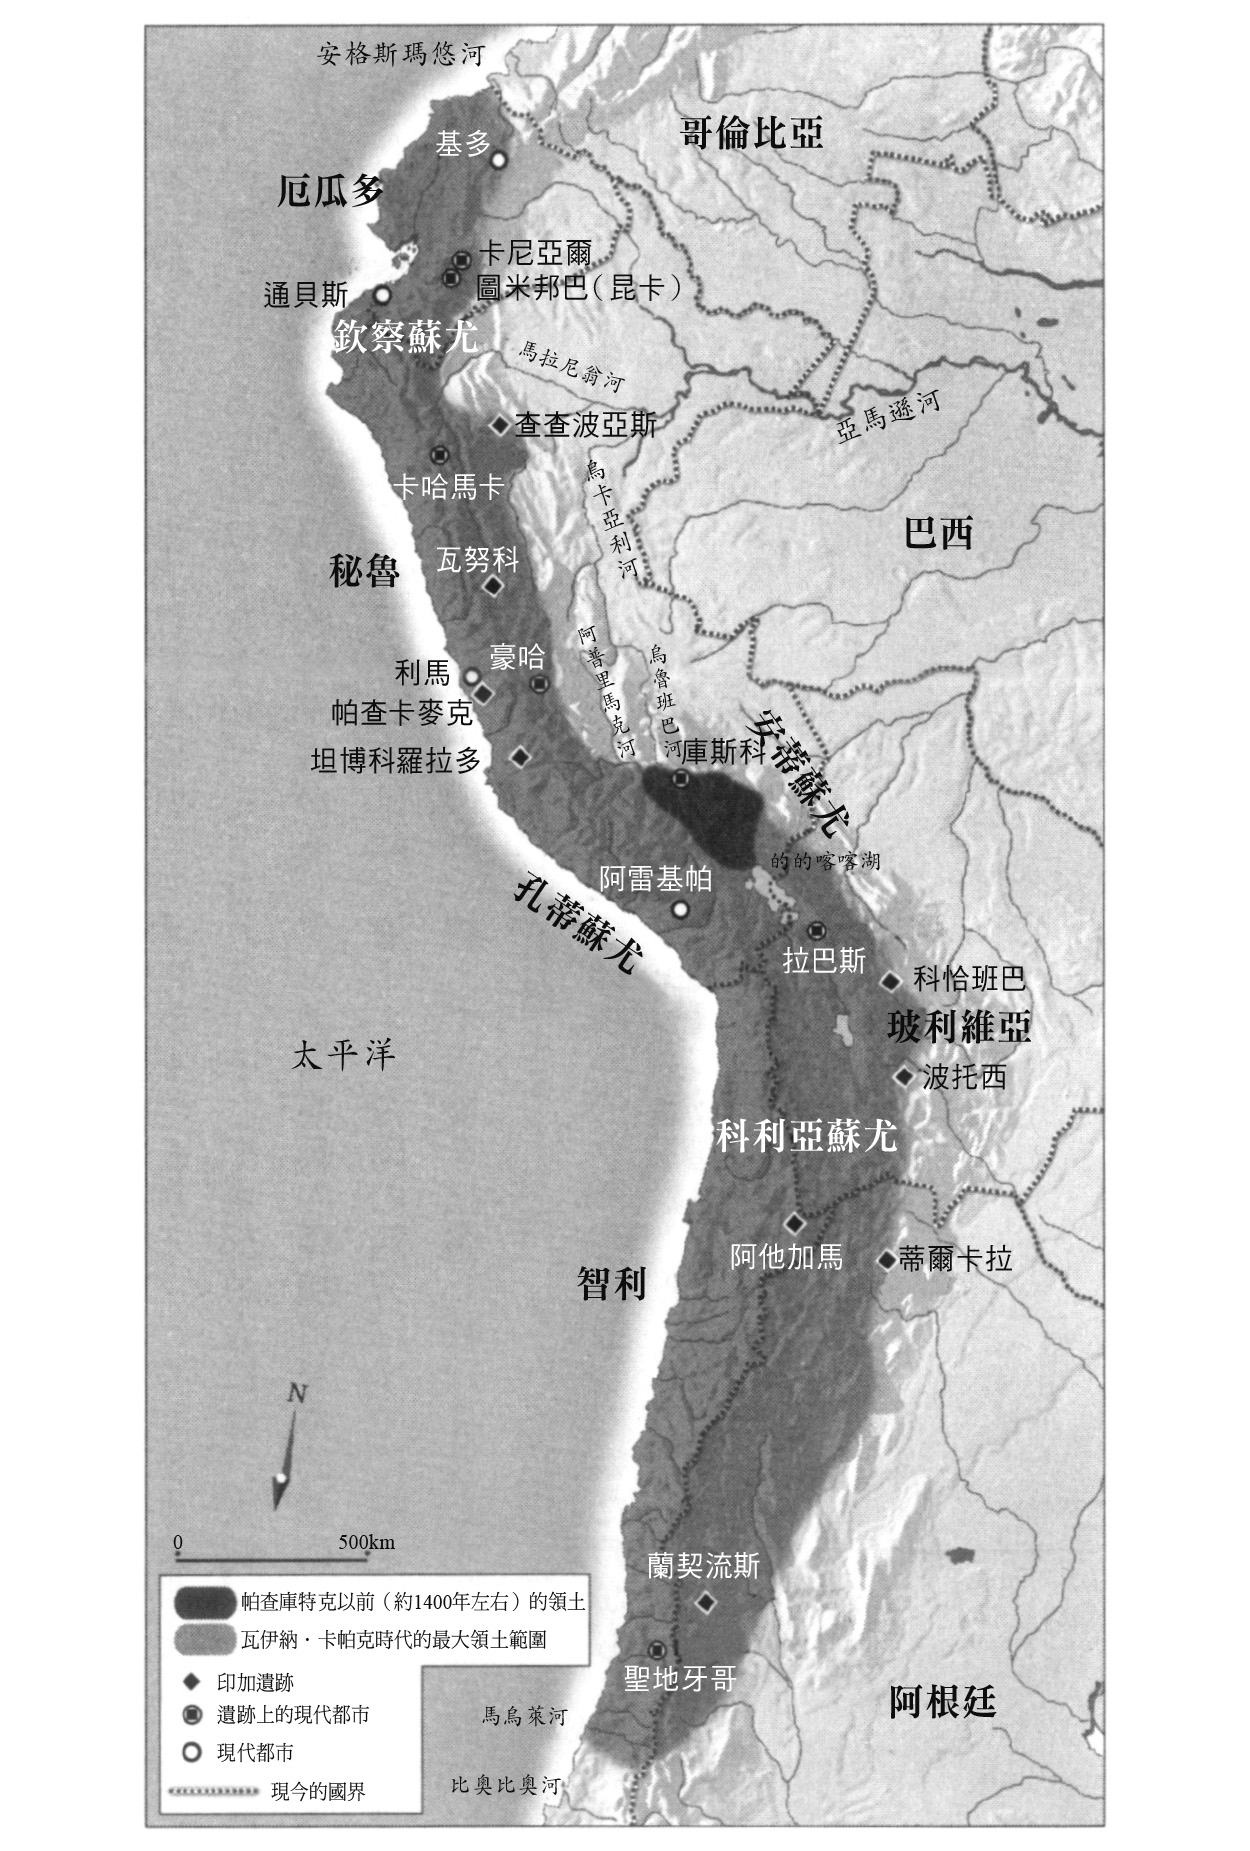 安格斯瑪悠河
哥倫比亞
基多
厄瓜多
卡尼亞爾
圖米邦巴（昆卡）
通貝斯
欽察蘇尤
馬拉尼翁河
亞馬遜河
查查波亞斯
卡哈馬卡
烏卡亞利河
巴西
秘魯
瓦努科
阿普里馬克河
烏魯班巴河
豪哈
利馬
帕查卡麥克
坦博科羅拉多
庫斯科
安蒂蘇尤
的的喀喀湖
阿雷基帕
孔蒂蘇尤
拉巴斯
科恰班巴
玻利維亞
太平洋
波托西
科利亞蘇尤
阿他加馬
蒂爾卡拉
智利
N
0 500km
蘭契流斯
聖地牙哥
阿根廷
馬烏萊河
比奧比奧河
帕查庫特克以前（約1400年左右）的領土
瓦伊納．卡帕克時代的最大領土範圍
印加遺跡
遺跡上的現代都市
現代都市
現今的國界